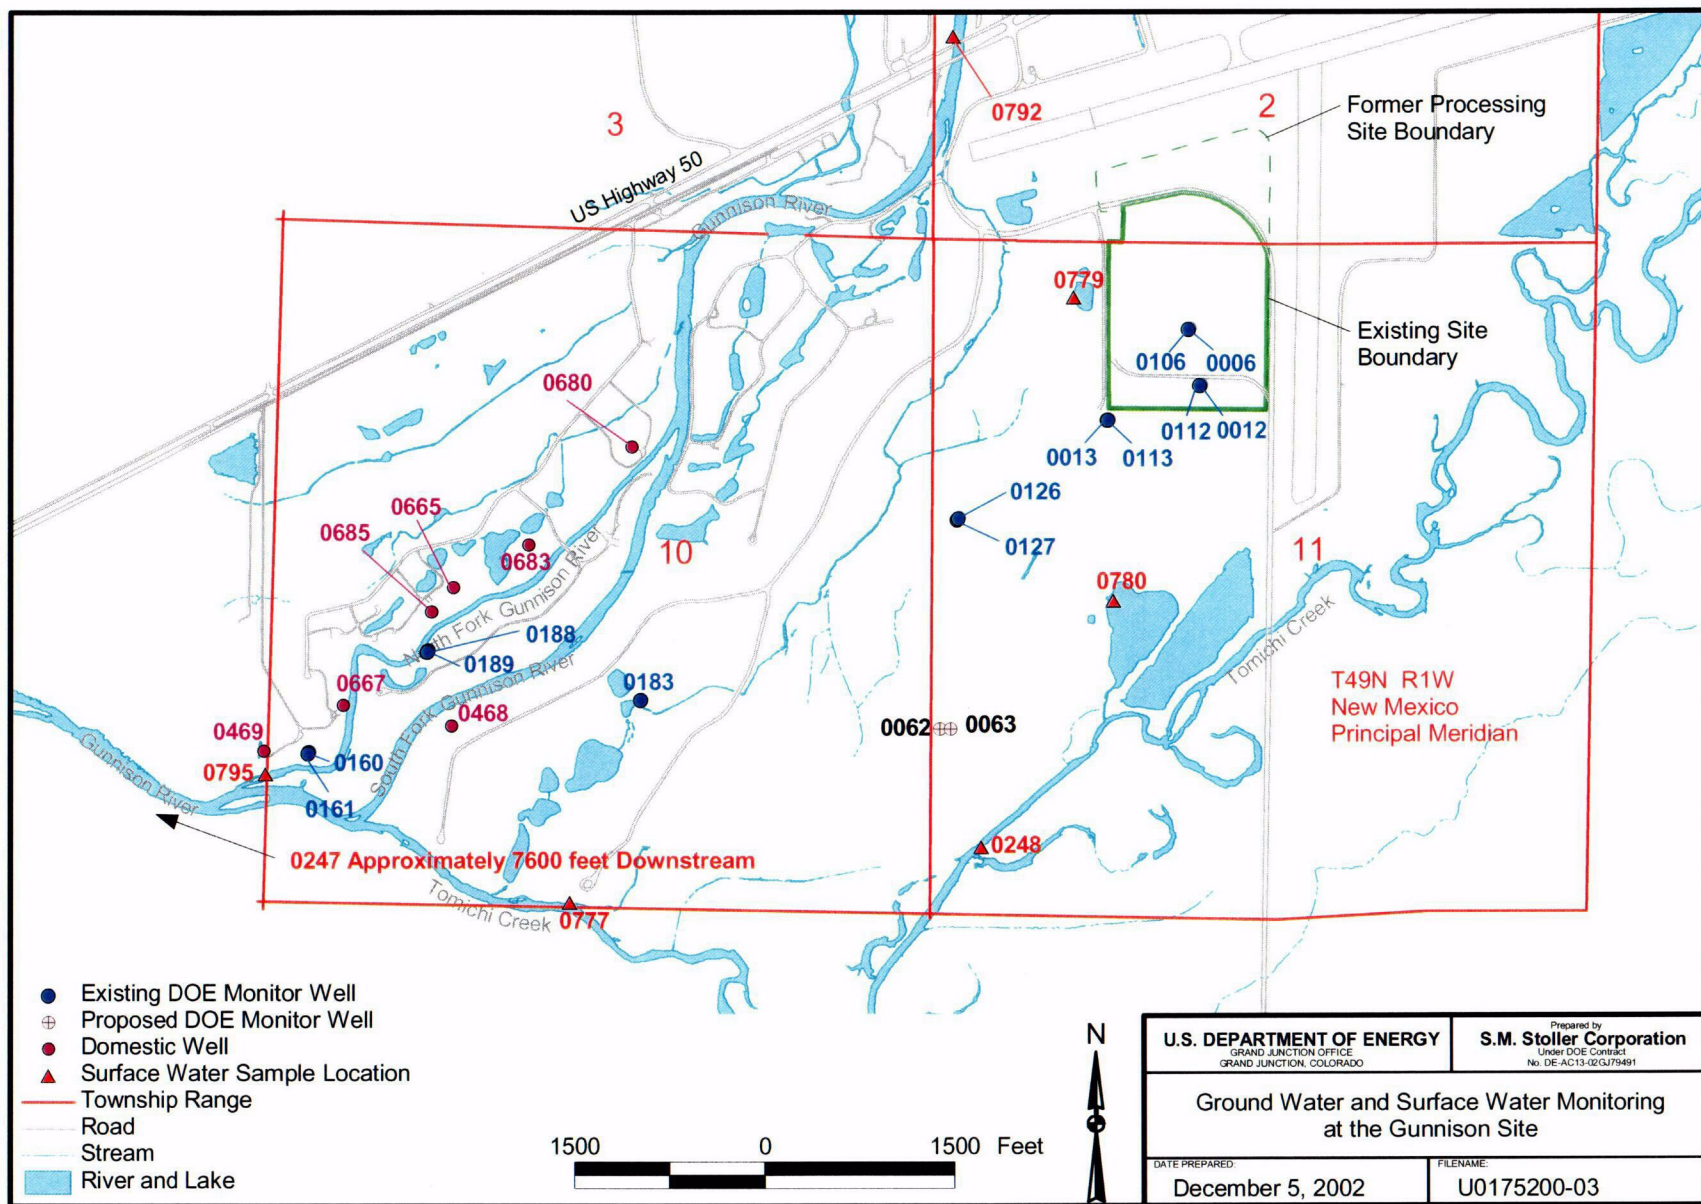 0792
3
2
Former Processing
Site Boundary
US Highway 50
Gunnison River
0779
Existing Site
Boundary
0106 0006
0680
0112 0012
0013 0113
0126
0665
0685
0127
0683
10
11
0780
North Fork Gunnison River
0188
0189
Tomichi Creek
0183
0667
T49N R1W
New Mexico
Principal Meridian
0468
South Fork Gunnison River
0062 0063
0469
Gunnison River
0160
0795
0161
0248
0247 Approximately 7600 feet Downstream
Tomichi Creek
0777
Existing DOE Monitor Well
Proposed DOE Monitor Well
Domestic Well
Surface Water Sample Location
Township Range
Road
Stream
River and Lake
1500 0 1500 Feet
N
U.S. DEPARTMENT OF ENERGY
GRAND JUNCTION OFFICE
GRAND JUNCTION, COLORADO
Prepared by
S.M. Stoller Corporation
Under DOE Contract
No. DE-AC13-02GJ79491
Ground Water and Surface Water Monitoring
at the Gunnison Site
DATE PREPARED:
December 5, 2002
FILENAME:
U0175200-03